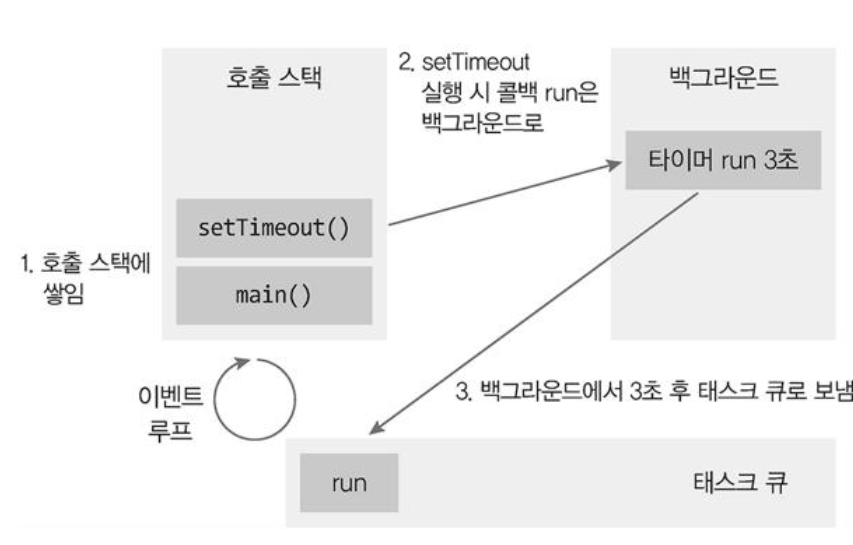 호출 스택
2. setTimeout
실행 시 콜백 run은
백그라운드로
백그라운드
타이머 run 3초
setTimeout()
1. 호출 스택에
쌓임
main()
이벤트
루프
3. 백그라운드에서 3초 후 태스크 큐로 보냄
run
태스크 큐